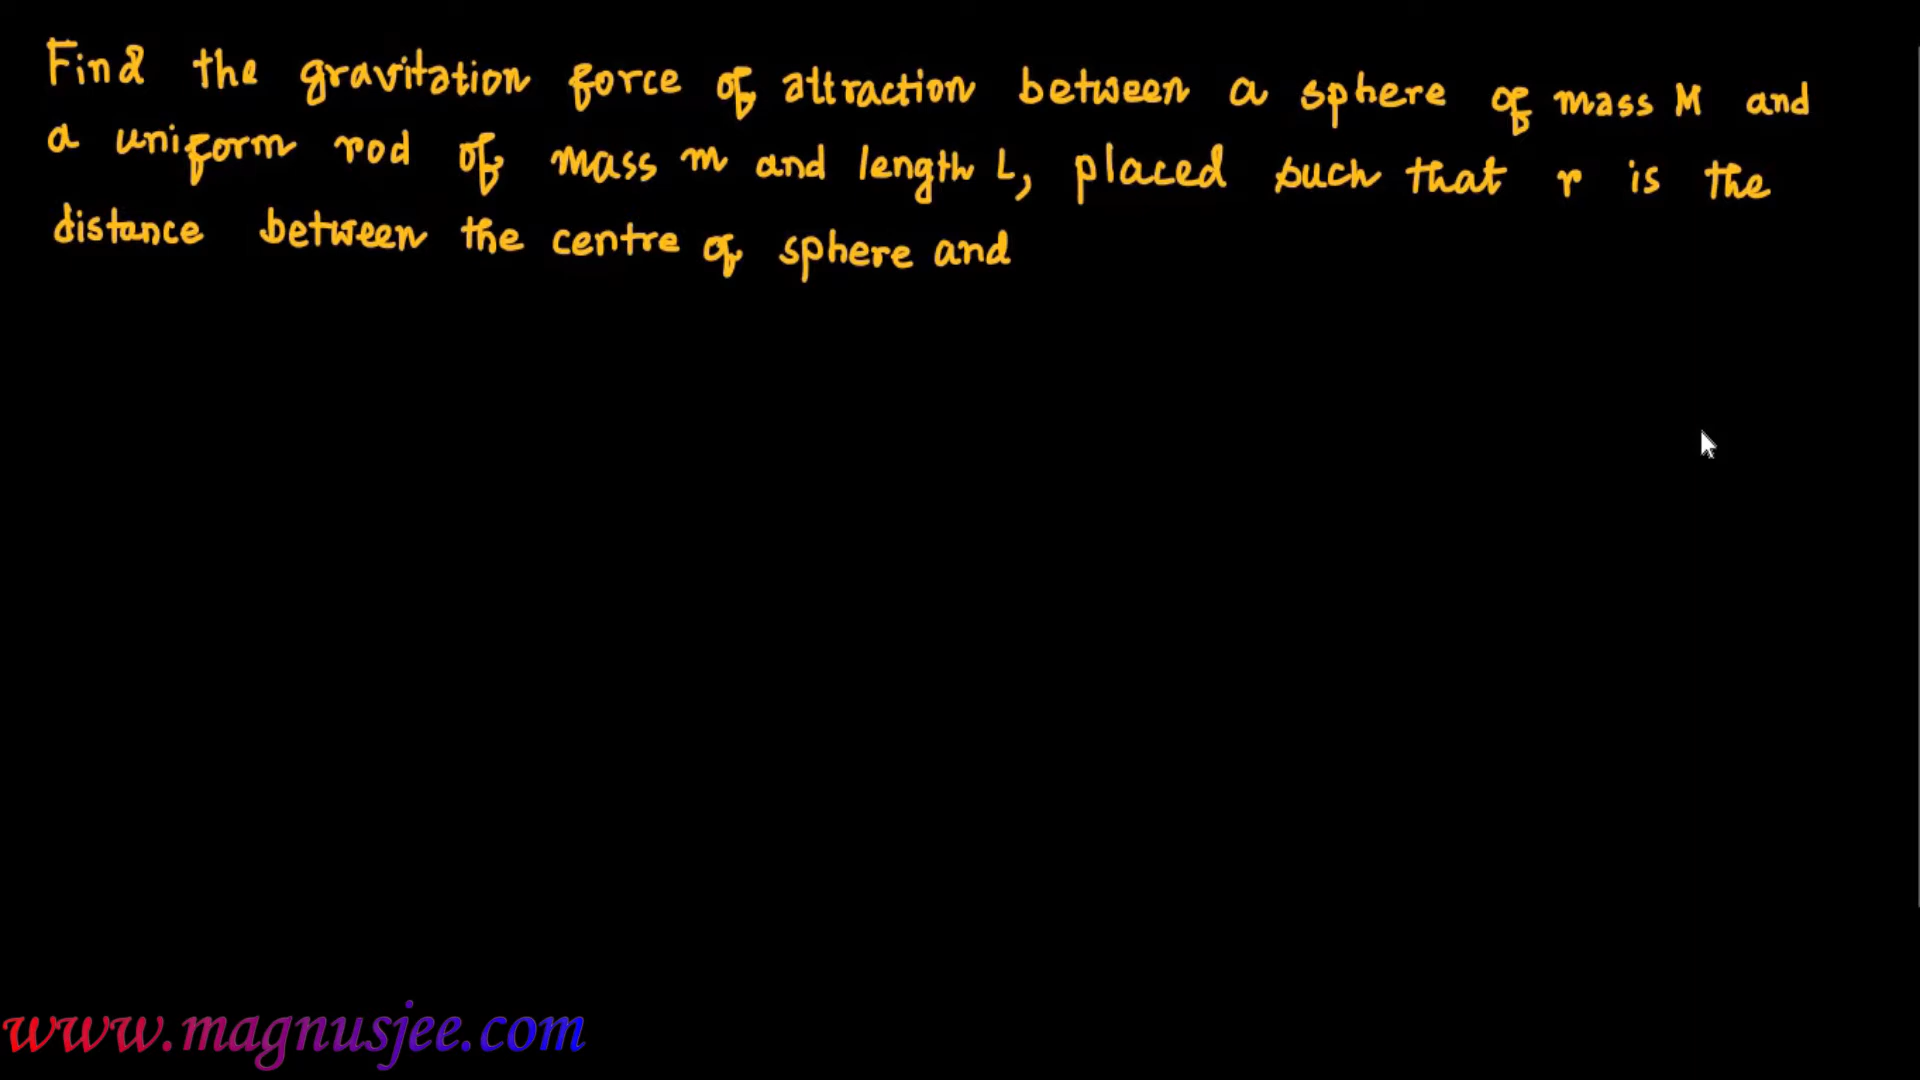 Find the gravitation force of attraction between a sphere of mass M and
a uniform rod of mass m and length L, placed such that r is the
distance between the centre of sphere and
www.magnusjee.com